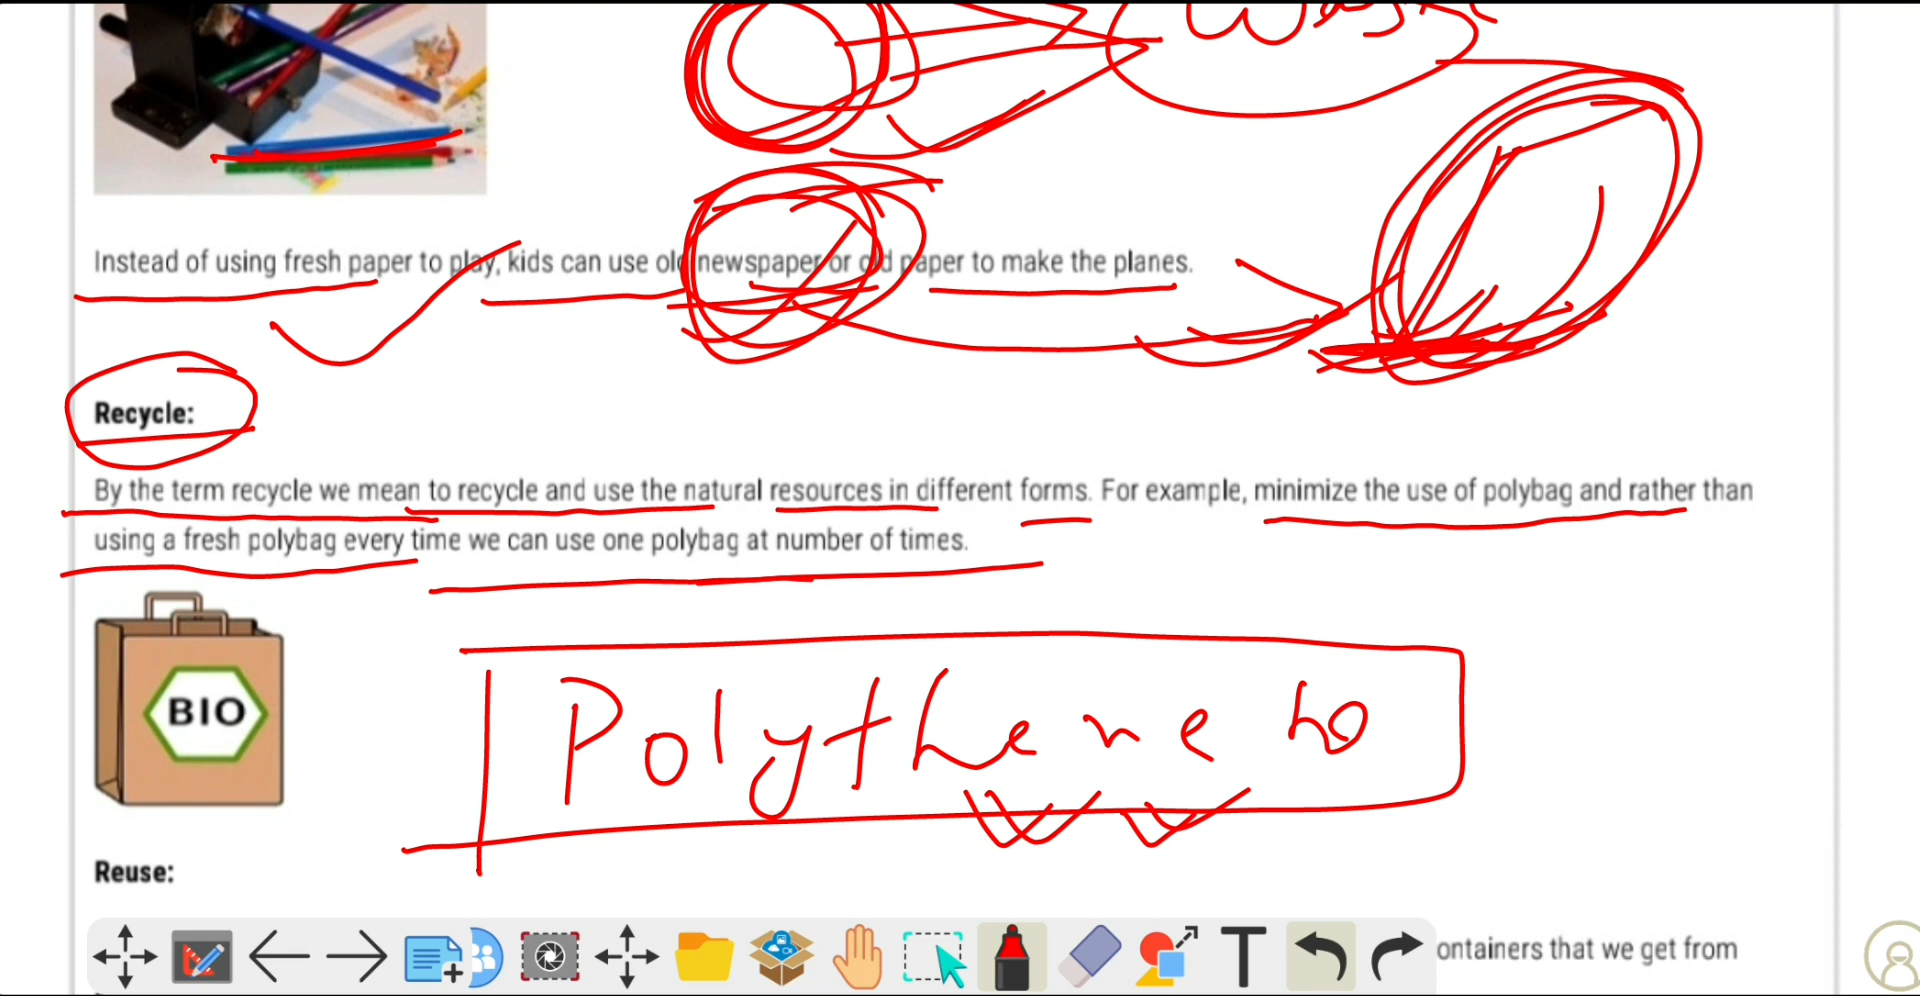 Instead of using fresh paper to play, kids can use old newspaper or old paper to make the planes.
Recycle:
By the term recycle we mean to recycle and use the natural resources in different forms. For example, minimize the use of polybag and rather than
using a fresh polybag every time we can use one polybag at number of times.
BIO
Polythene
Reuse:
ontainers that we get from